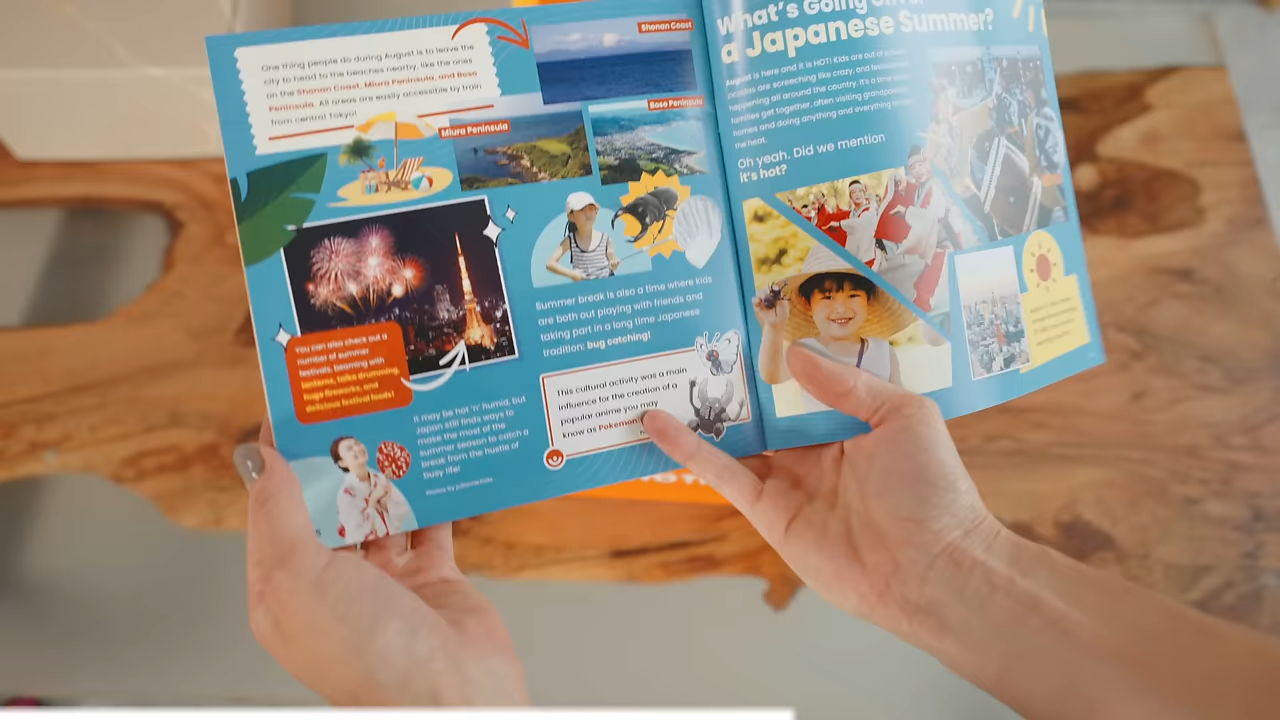 One thing people do during August is to leave the
city to head to the beaches nearby, like the ones
on the Shonan Coast, Miura Peninsula, and Boso
Peninsula. All areas are easily accessible by train
from central Tokyo!
Shonan Coast
Miura Peninsula
Boso Peninsula
You can also check out a
number of summer
festivals, beaming with
lanterns, taiko drumming,
huge fireworks, and
delicious festival foods!
Summer break is also a time where kids
are both out playing with friends and
taking part in a long time Japanese
tradition: bug catching!
This cultural activity was a main
influence for the creation of a
popular anime you may
know as Pokemon!
It may be hot 'n' humid, but
Japan still finds ways to
make the most of the
summer season to catch a
break from the hustle of
busy life!
Photos by
What's Going
a Japanese Summer?
August is here and it is HOT! Kids are out of
cicadas are screeching like crazy, and
happening all around the country. It's a time
families get together, often visiting
homes and doing anything and everything
the heat.
Oh yeah. Did we mention
it's hot?